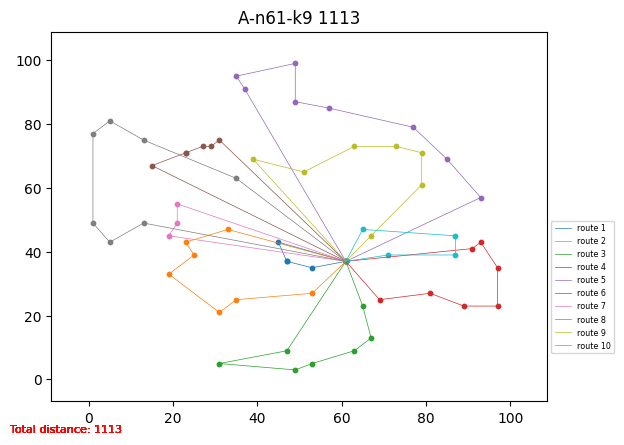 A-n61-k9 1113
100
80
60
40
20
0
0 20 40 60 80 100
route 1
route 2
route 3
route 4
route 5
route 6
route 7
route 8
route 9
route 10
Total distance: 1113